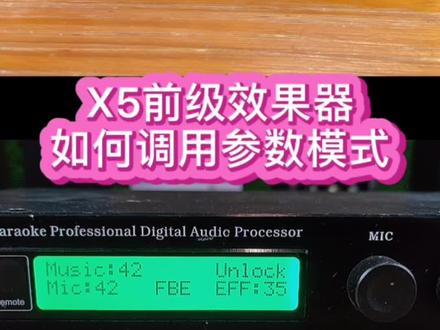 X5前级效果器
如何调用参数模式
araoke Professional Digital Audio Processor
MIC
Music:42 Unlock
Mic:42 FBE EFF:35
emote